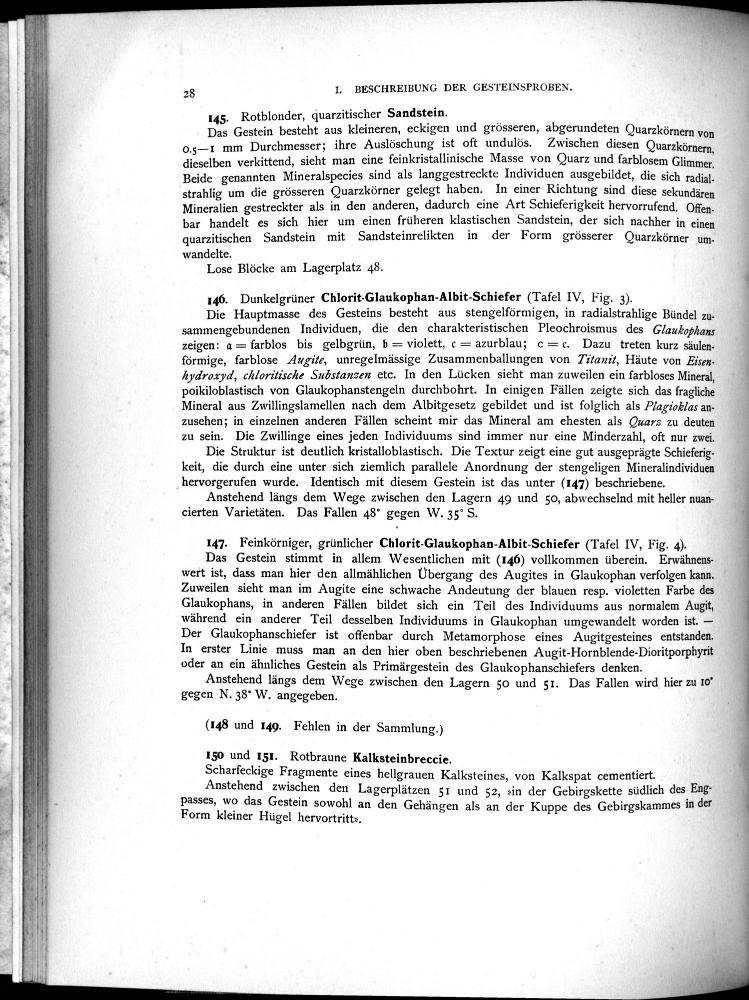 28
I. BESCHREIBUNG DER GESTEINSPROBEN.
145. Rotblonder, quarzitischer Sandstein.
Das Gestein besteht aus kleineren, eckigen und grösseren, abgerundeten Quarzkörnern von
0.5—1 mm Durchmesser; ihre Auslöschung ist oft undulös. Zwischen diesen Quarzkörnern,
dieselben verkittend, sieht man eine feinkristallinische Masse von Quarz und farblosem Glimmer.
Beide genannten Mineralspecies sind als langgestreckte Individuen ausgebildet, die sich radial-
strahlig um die grösseren Quarzkörner gelegt haben. In einer Richtung sind diese sekundären
Mineralien gestreckter als in den anderen, dadurch eine Art Schieferigkeit hervorrufend. Offen-
bar handelt es sich hier um einen früheren klastischen Sandstein, der sich nachher in einen
quarzitischen Sandstein mit Sandsteinrelikten in der Form grösserer Quarzkörner um-
wandelte.
Lose Blöcke am Lagerplatz 48.
146. Dunkelgrüner Chlorit-Glaukophan-Albit-Schiefer (Tafel IV, Fig. 3).
Die Hauptmasse des Gesteins besteht aus stengelförmigen, in radialstrahlige Bündel zu-
sammengebundenen Individuen, die den charakteristischen Pleochroismus des Glaukophans
zeigen: a = farblos bis gelbgrün, b = violett, c = azurblau; c = c. Dazu treten kurz säulen-
förmige, farblose Augite, unregelmässige Zusammenballungen von Titanit, Häute von Eisen-
hydroxyd, chloritische Substanzen etc. In den Lücken sieht man zuweilen ein farbloses Mineral,
poikiloblastisch von Glaukophanstengeln durchbohrt. In einigen Fällen zeigte sich das fragliche
Mineral aus Zwillingslamellen nach dem Albitgesetz gebildet und ist folglich als Plagioklas an-
zusehen; in einzelnen anderen Fällen scheint mir das Mineral am ehesten als Quarz zu deuten
zu sein. Die Zwillinge eines jeden Individuums sind immer nur eine Minderzahl, oft nur zwei.
Die Struktur ist deutlich kristalloblastisch. Die Textur zeigt eine gut ausgeprägte Schieferig-
keit, die durch eine unter sich ziemlich parallele Anordnung der stengeligen Mineralindividuen
hervorgerufen wurde. Identisch mit diesem Gestein ist das unter (147) beschriebene.
Anstehend längs dem Wege zwischen den Lagern 49 und 50, abwechselnd mit heller nuan-
cierten Varietäten. Das Fallen 48° gegen W. 35° S.
147. Feinkörniger, grünlicher Chlorit-Glaukophan-Albit-Schiefer (Tafel IV, Fig. 4).
Das Gestein stimmt in allem Wesentlichen mit (146) vollkommen überein. Erwähnens-
wert ist, dass man hier den allmählichen Übergang des Augites in Glaukophan verfolgen kann.
Zuweilen sieht man im Augite eine schwache Andeutung der blauen resp. violetten Farbe des
Glaukophans, in anderen Fällen bildet sich ein Teil des Individuums aus normalem Augit,
während ein anderer Teil desselben Individuums in Glaukophan umgewandelt worden ist. —
Der Glaukophanschiefer ist offenbar durch Metamorphose eines Augitgesteines entstanden.
In erster Linie muss man an den hier oben beschriebenen Augit-Hornblende-Dioritporphyrit
oder an ein ähnliches Gestein als Primärgestein des Glaukophanschiefers denken.
Anstehend längs dem Wege zwischen den Lagern 50 und 51. Das Fallen wird hier zu 10°
gegen N. 38° W. angegeben.
(148 und 149. Fehlen in der Sammlung.)
150 und 151. Rotbraune Kalksteinbreccie.
Scharfeckige Fragmente eines hellgrauen Kalksteines, von Kalkspat cementiert.
Anstehend zwischen den Lagerplätzen 51 und 52, »in der Gebirgskette südlich des Eng-
passes, wo das Gestein sowohl an den Gehängen als an der Kuppe des Gebirgskammes in der
Form kleiner Hügel hervortritt».